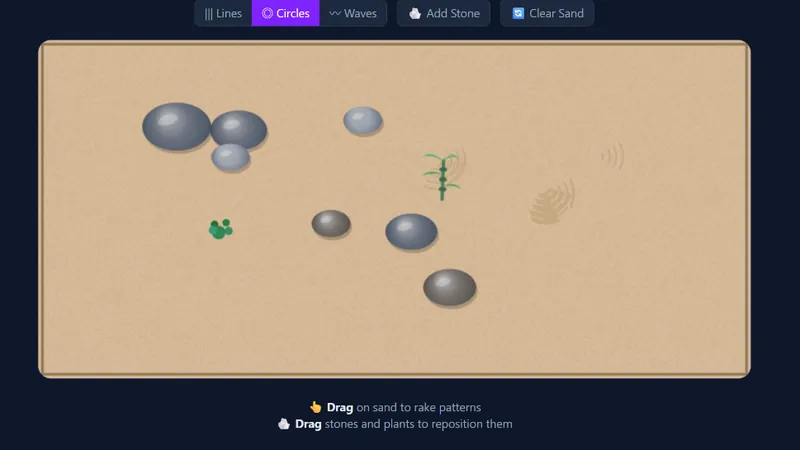 Lines
Circles
Waves
Add Stone
Clear Sand
Drag on sand to rake patterns
Drag stones and plants to reposition them